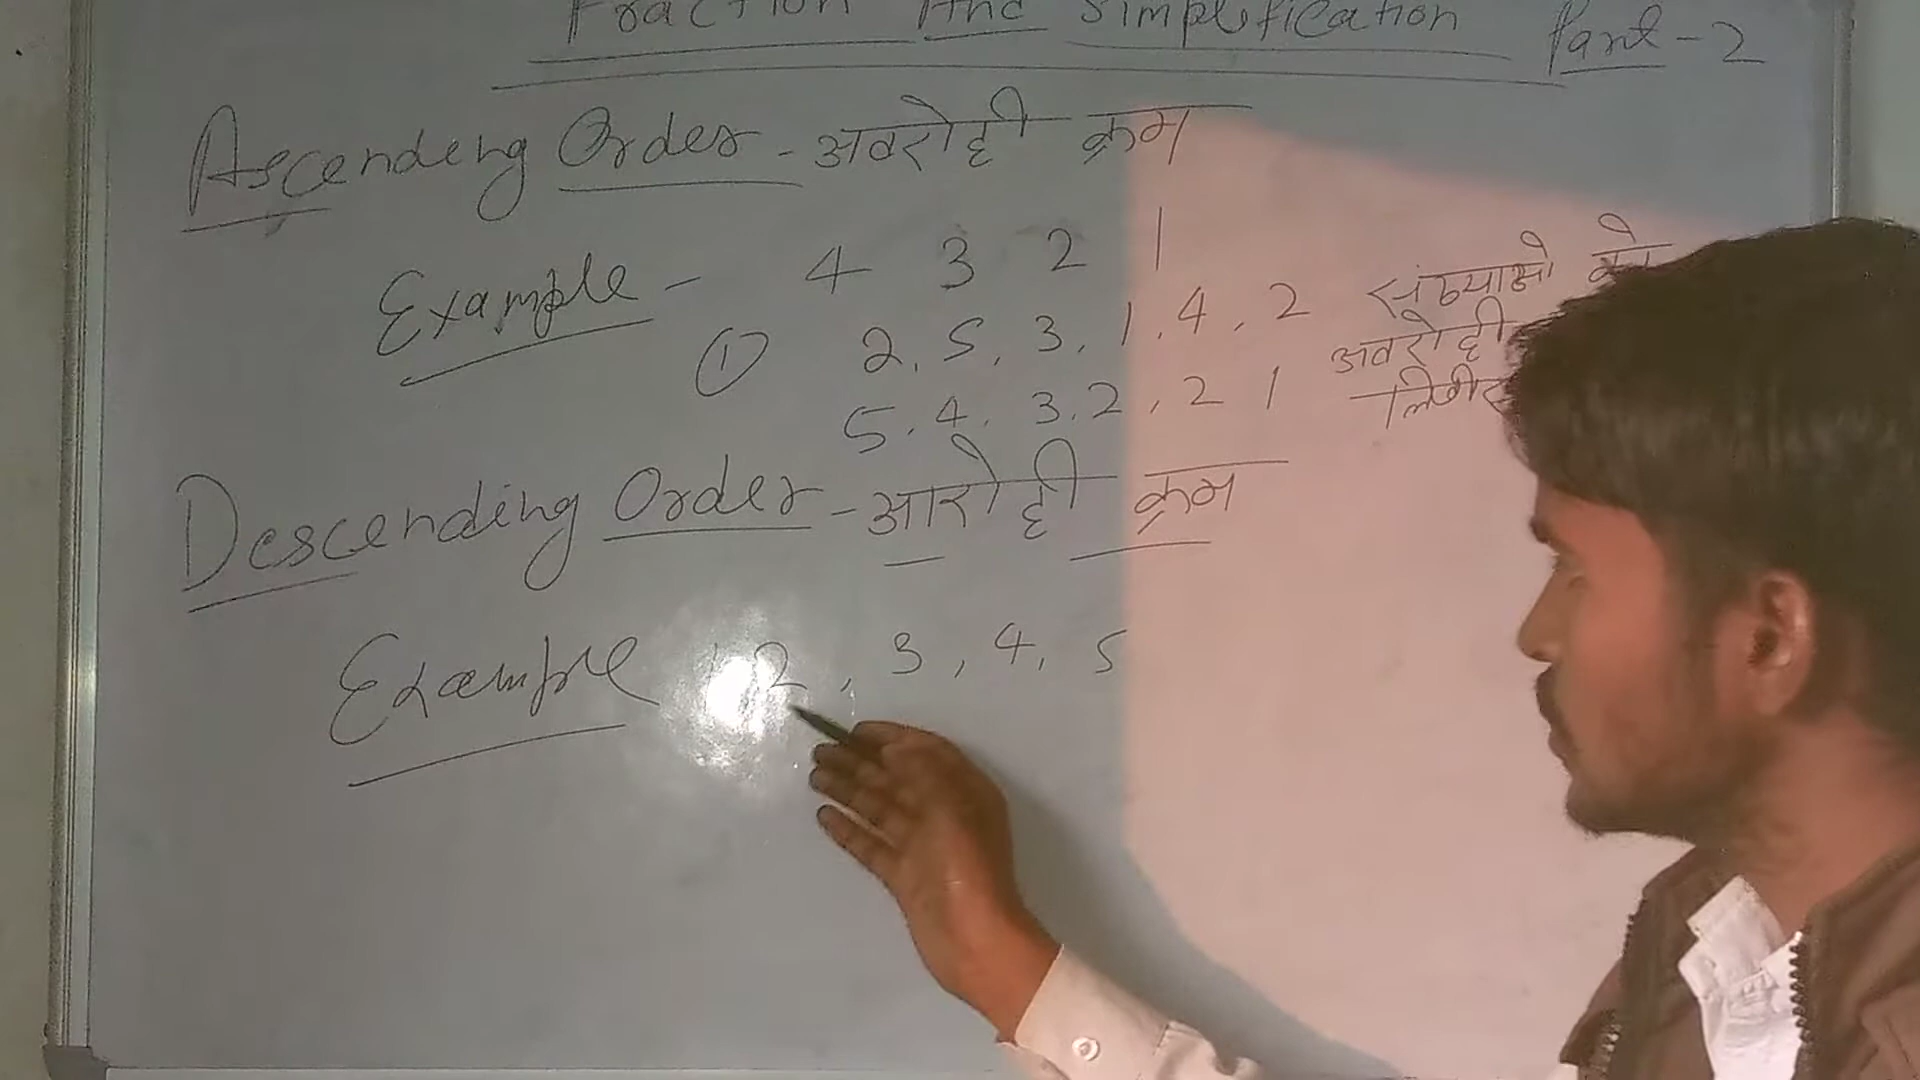 Fraction And Simplification Part-2
Ascending Order - अवरोही क्रम
Example - 4 3 2 1
① 2, 5, 3, 1, 4, 2 संख्याओ को
अवरोही
5, 4, 3, 2, 2 1
Descending Order - आरोही क्रम
Example 1 2, 3, 4, 5